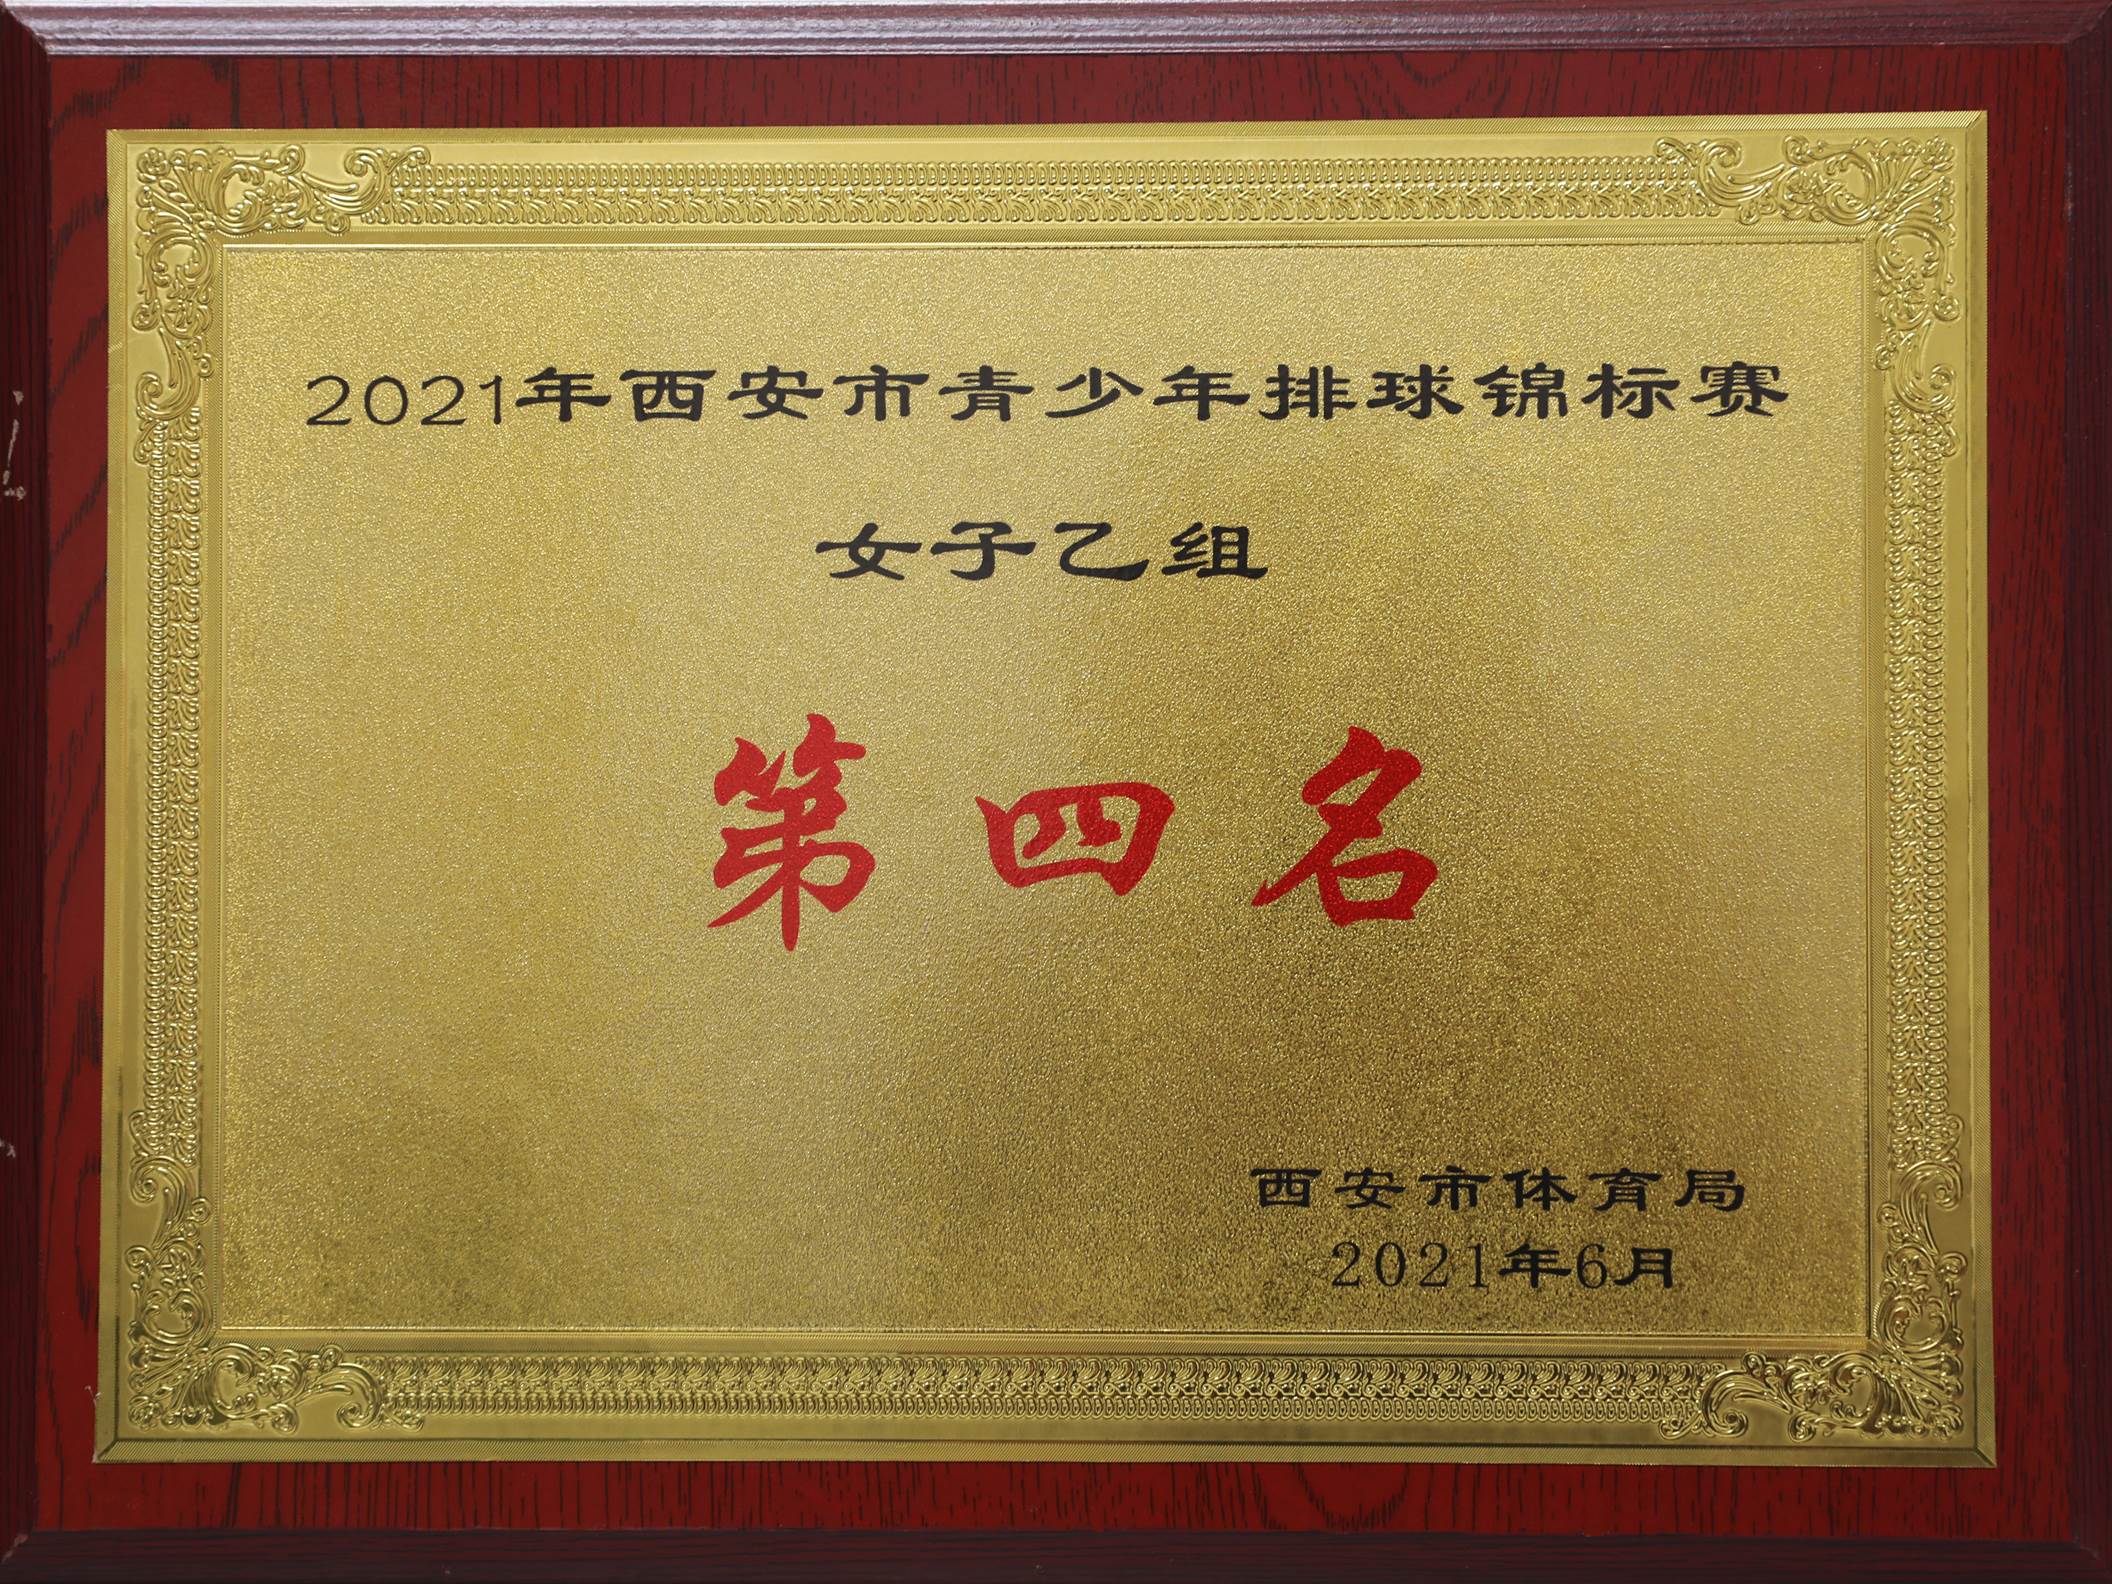 2021年西安市青少年排球锦标赛
女子乙组
第四名
西安市体育局
2021年6月